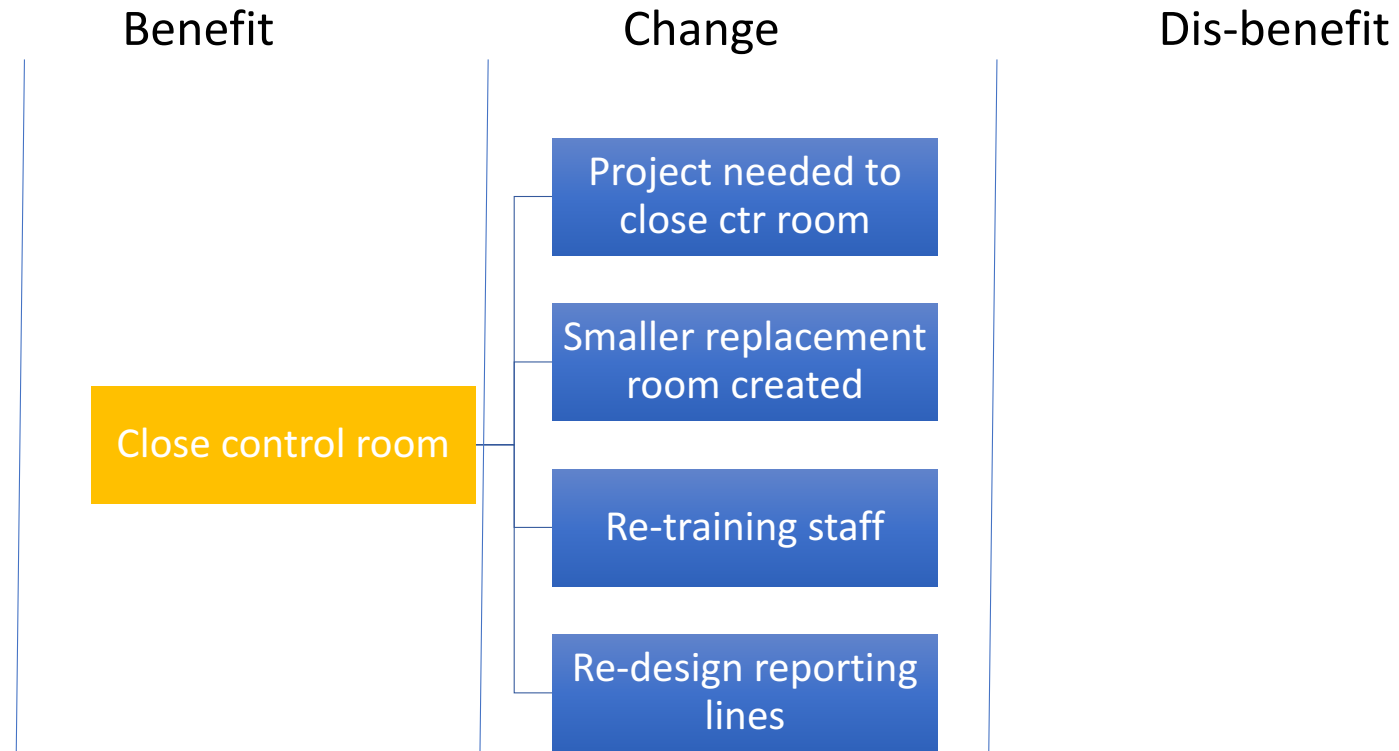 Benefit
Change
Dis-benefit
Project needed to
close ctr room
Smaller replacement
room created
Close control room
Re-training staff
Re-design reporting
lines